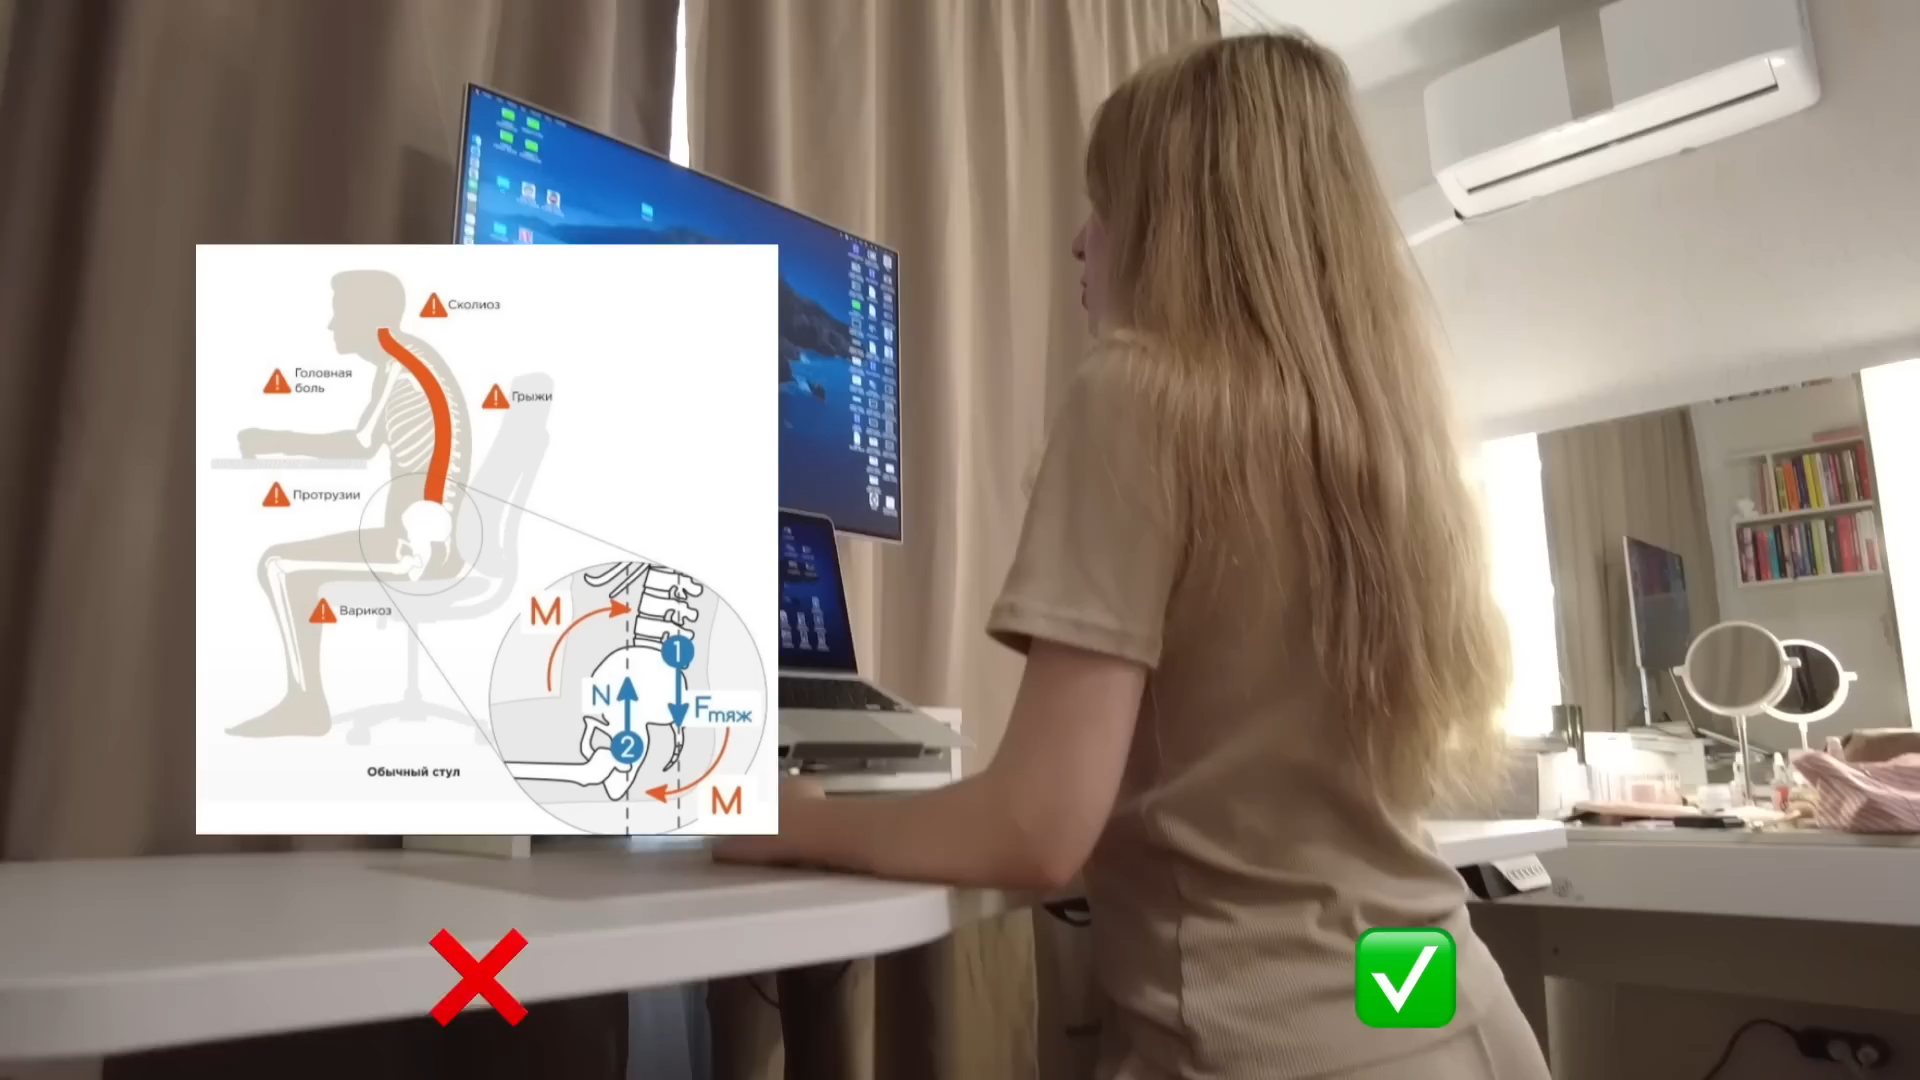 Сколиоз
Головная
боль
Грыжи
Протрузии
Варикоз
M
1
N
Fтяж
2
Обычный стул
M